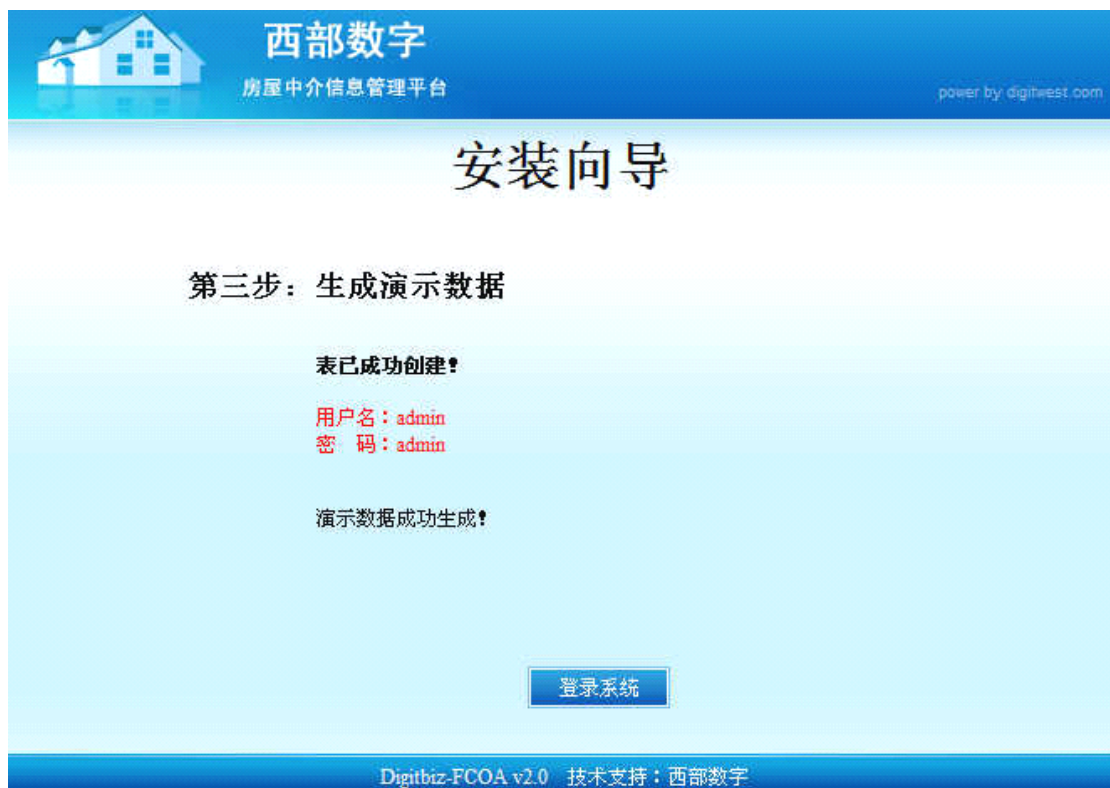 西部数字
房屋中介信息管理平台
power by digitwest.com
安装向导
第三步：生成演示数据
表已成功创建！
用户名：admin
密 码：admin
演示数据成功生成！
登录系统
Digitbiz-FCOA v2.0 技术支持：西部数字